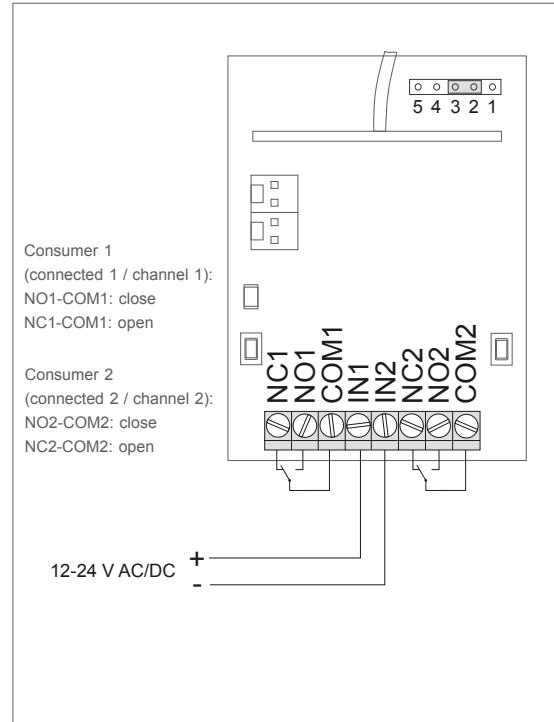 5 4 3 2 1
Consumer 1
(connected 1 / channel 1):
NO1-COM1: close
NC1-COM1: open
Consumer 2
(connected 2 / channel 2):
NO2-COM2: close
NC2-COM2: open
NC1
NO1
COM1
IN1
IN2
NC2
NO2
COM2
12-24 V AC/DC
+
-